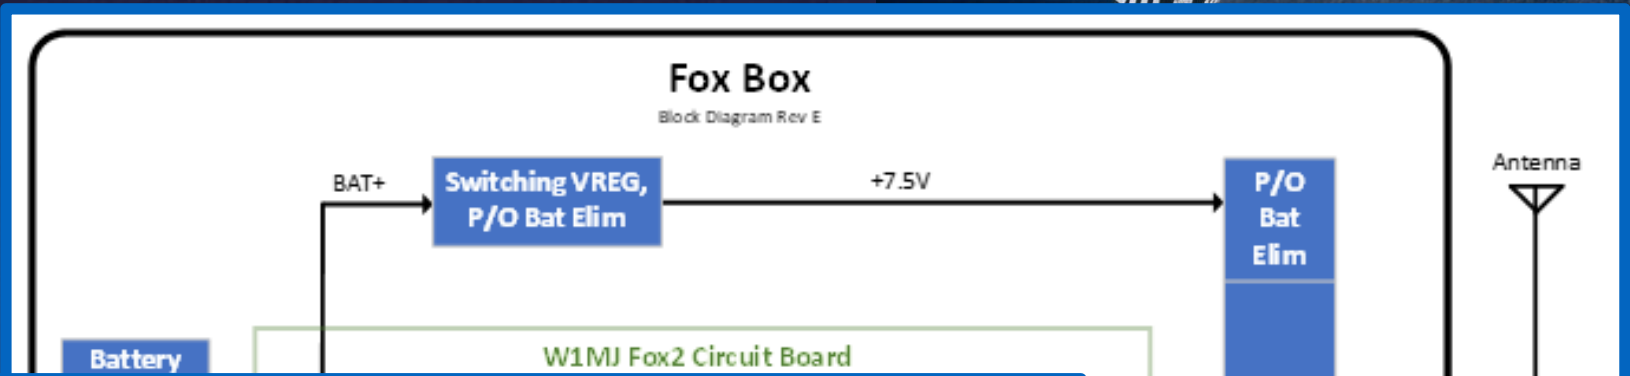 Fox Box
Block Diagram Rev E
BAT+
Switching VREG,
P/O Bat Elim
+7.5V
P/O
Bat
Elim
Antenna
Battery
W1MJ Fox2 Circuit Board